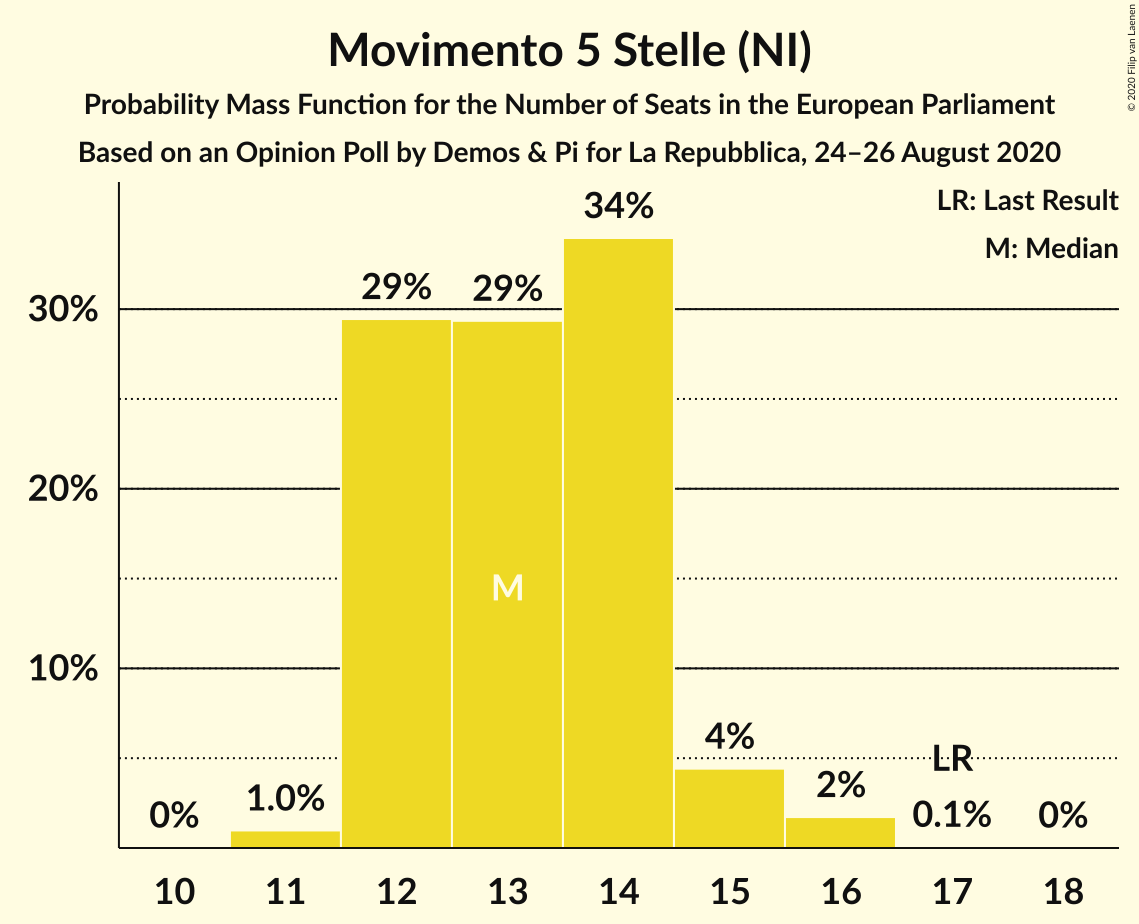 Movimento 5 Stelle (NI)
Probability Mass Function for the Number of Seats in the European Parliament
Based on an Opinion Poll by Demos & Pi for La Repubblica, 24–26 August 2020
© 2020 Filip van Laenen
LR: Last Result
M: Median
34%
29%
29%
30%
20%
M
10%
4%
LR
2%
1.0%
0%
0.1%
0%
10 11 12 13 14 15 16 17 18